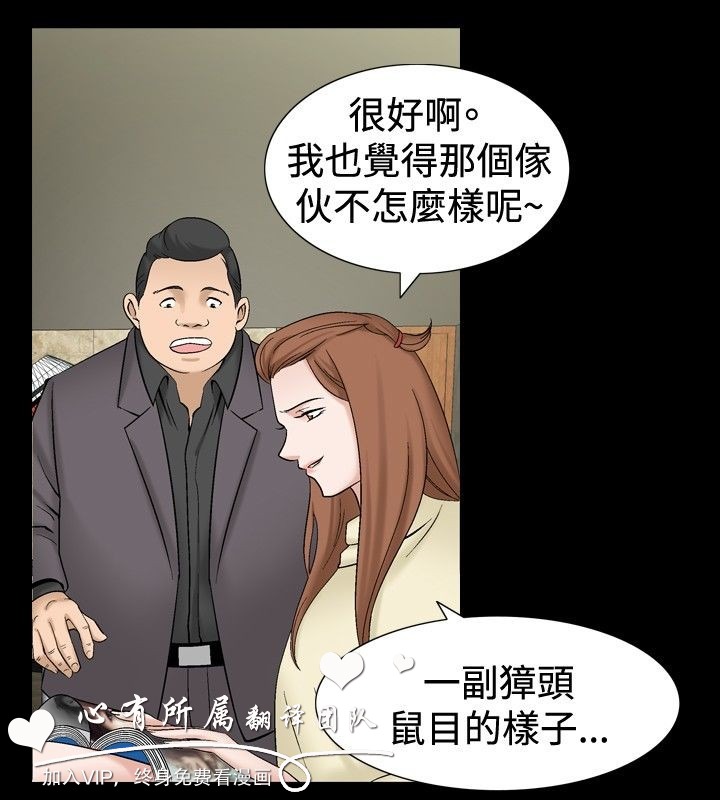 很好啊。
我也覺得那個傢
伙不怎麼樣呢~
一副獐頭
鼠目的樣子...
心有所属翻译团队
加入VIP，终身免费看漫画